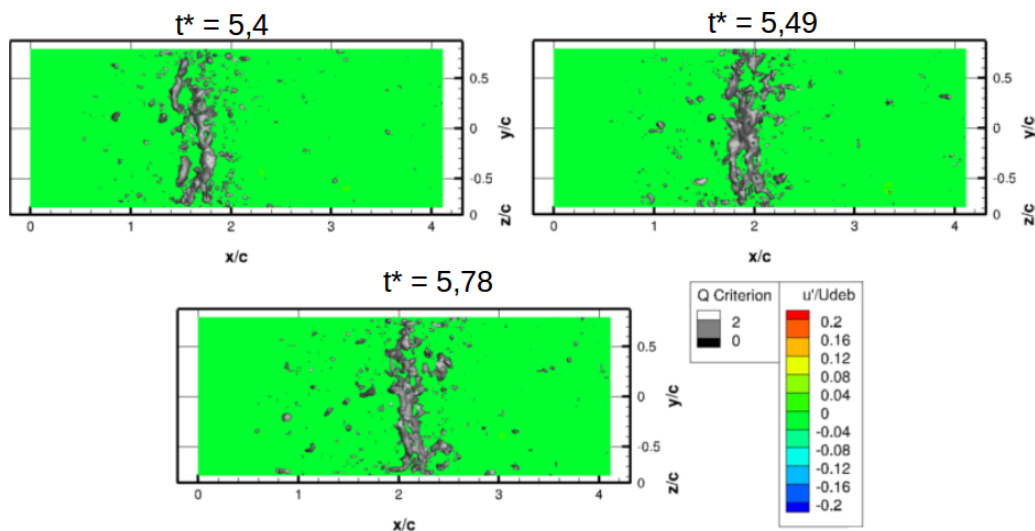 t* = 5,4
0.5
0
-0.5
0
y/c
z/c
0
1
2
3
4
x/c
t* = 5,49
0.5
0
-0.5
0
y/c
z/c
0
1
2
3
4
x/c
t* = 5,78
0.5
0
-0.5
0
y/c
z/c
0
1
2
3
4
x/c
Q Criterion
2
0
u'/Udeb
0.2
0.16
0.12
0.08
0.04
0
-0.04
-0.08
-0.12
-0.16
-0.2